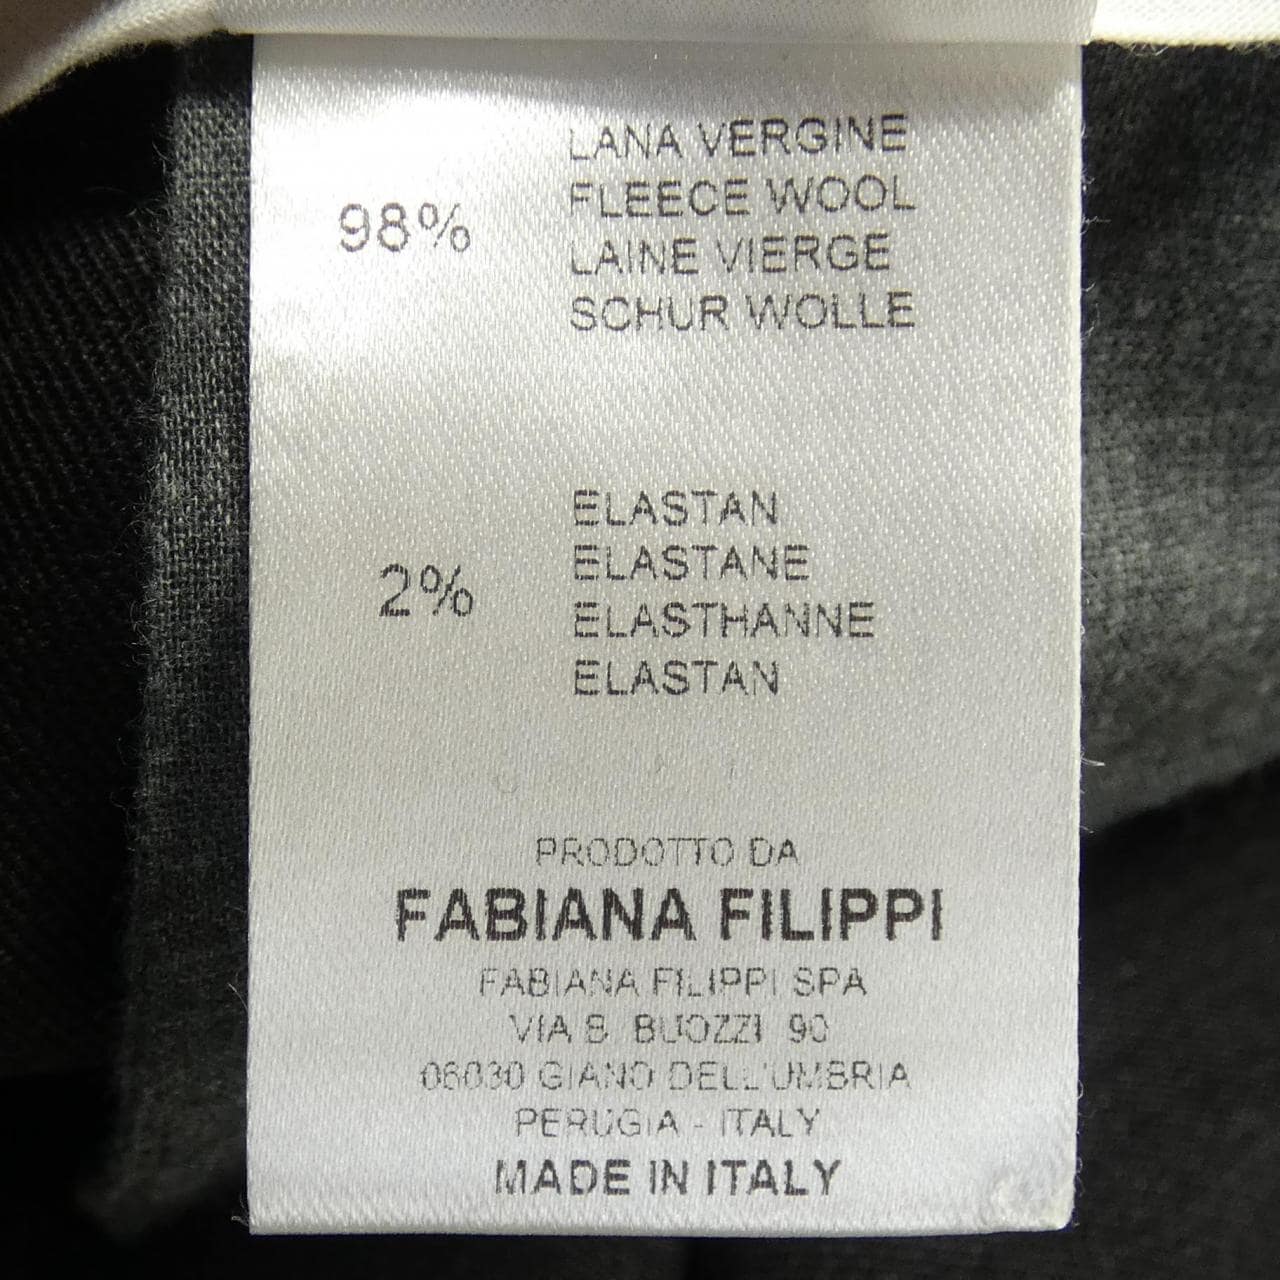 98%
LANA VERGINE
FLEECE WOOL
LAINE VIERGE
SCHUR WOLLE
2%
ELASTAN
ELASTANE
ELASTHANNE
ELASTAN
PRODOTTO DA
FABIANA FILIPPI
FABIANA FILIPPI SPA
VIA B. BUOZZI 90
06030 GIANO DELL'UMBRIA
PERUGIA - ITALY
MADE IN ITALY